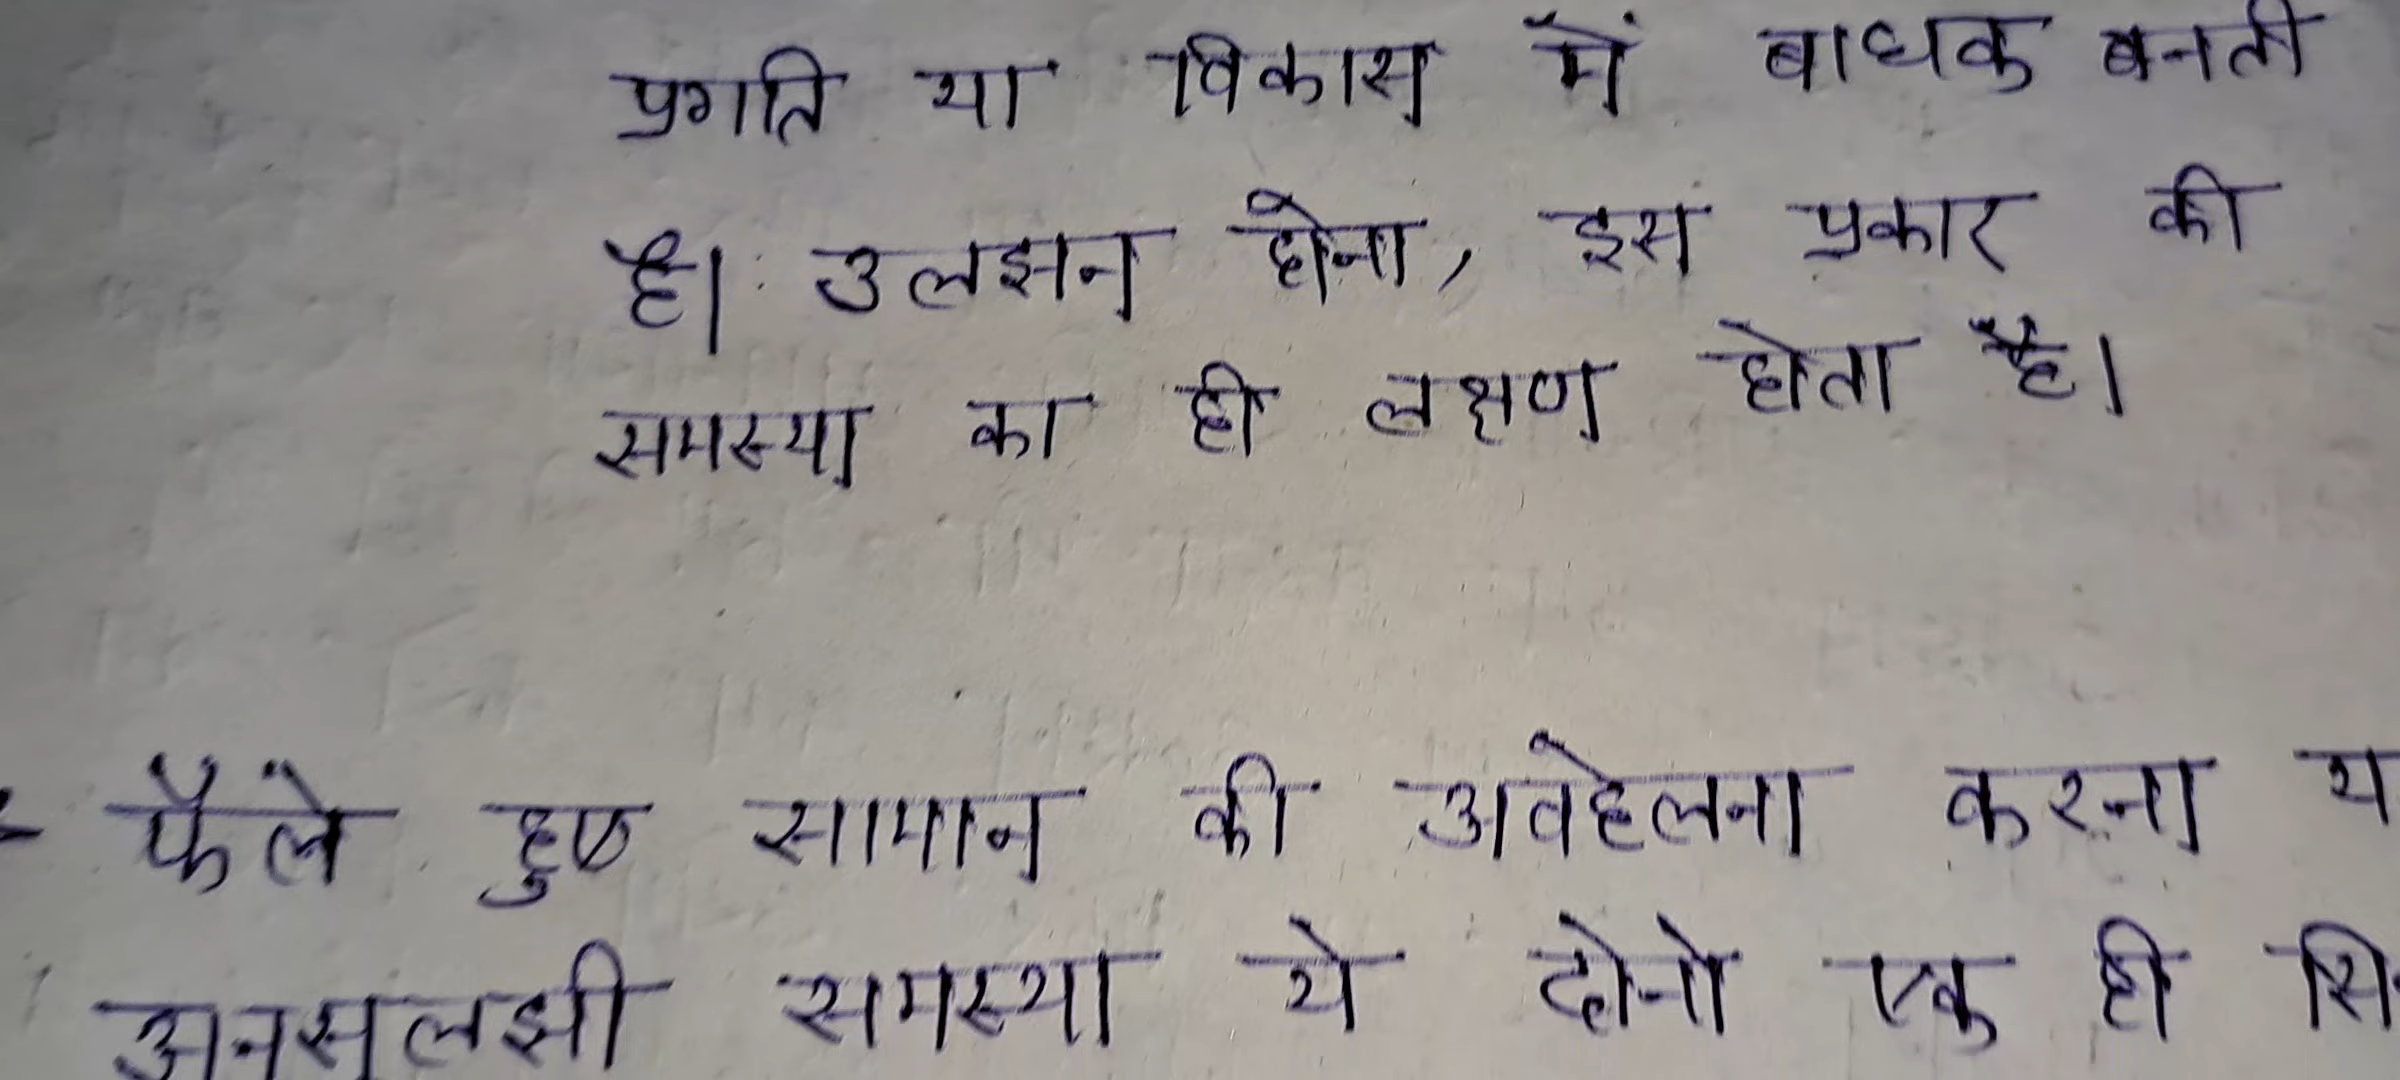 प्रगति या विकास में बाधक बनती
है। उलझन होना, इस प्रकार की
समस्या का ही लक्षण होता है।
- फैले हुए सामान की अवहेलना करना य
अनसुलझी समस्या ये दोनो एक ही सि